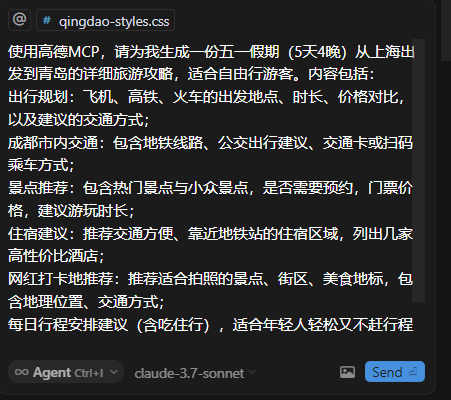 @ # qingdao-styles.css
使用高德MCP，请为我生成一份五一假期（5天4晚）从上海出
发到青岛的详细旅游攻略，适合自由行游客。内容包括：
出行规划：飞机、高铁、火车的出发地点、时长、价格对比，
以及建议的交通方式；
成都市内交通：包含地铁线路、公交出行建议、交通卡或扫码
乘车方式；
景点推荐：包含热门景点与小众景点，是否需要预约，门票价
格，建议游玩时长；
住宿建议：推荐交通方便、靠近地铁站的住宿区域，列出几家
高性价比酒店；
网红打卡地推荐：推荐适合拍照的景点、街区、美食地标，包
含地理位置、交通方式；
每日行程安排建议（含吃住行），适合年轻人轻松又不赶行程
∞ Agent Ctrl+I claude-3.7-sonnet Send ⏎